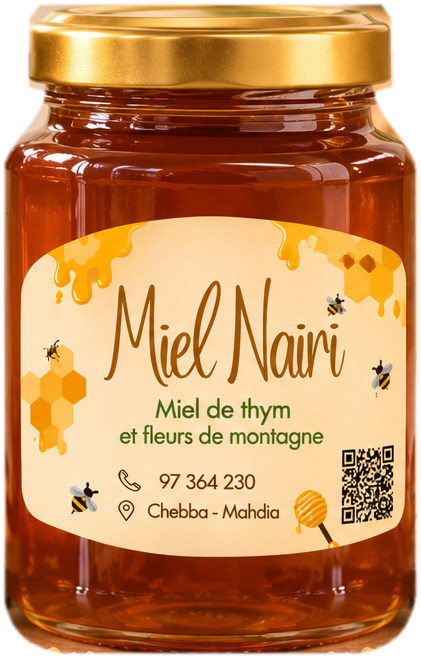 Miel Nairi
Miel de thym
et fleurs de montagne
97 364 230
Chebba - Mahdia